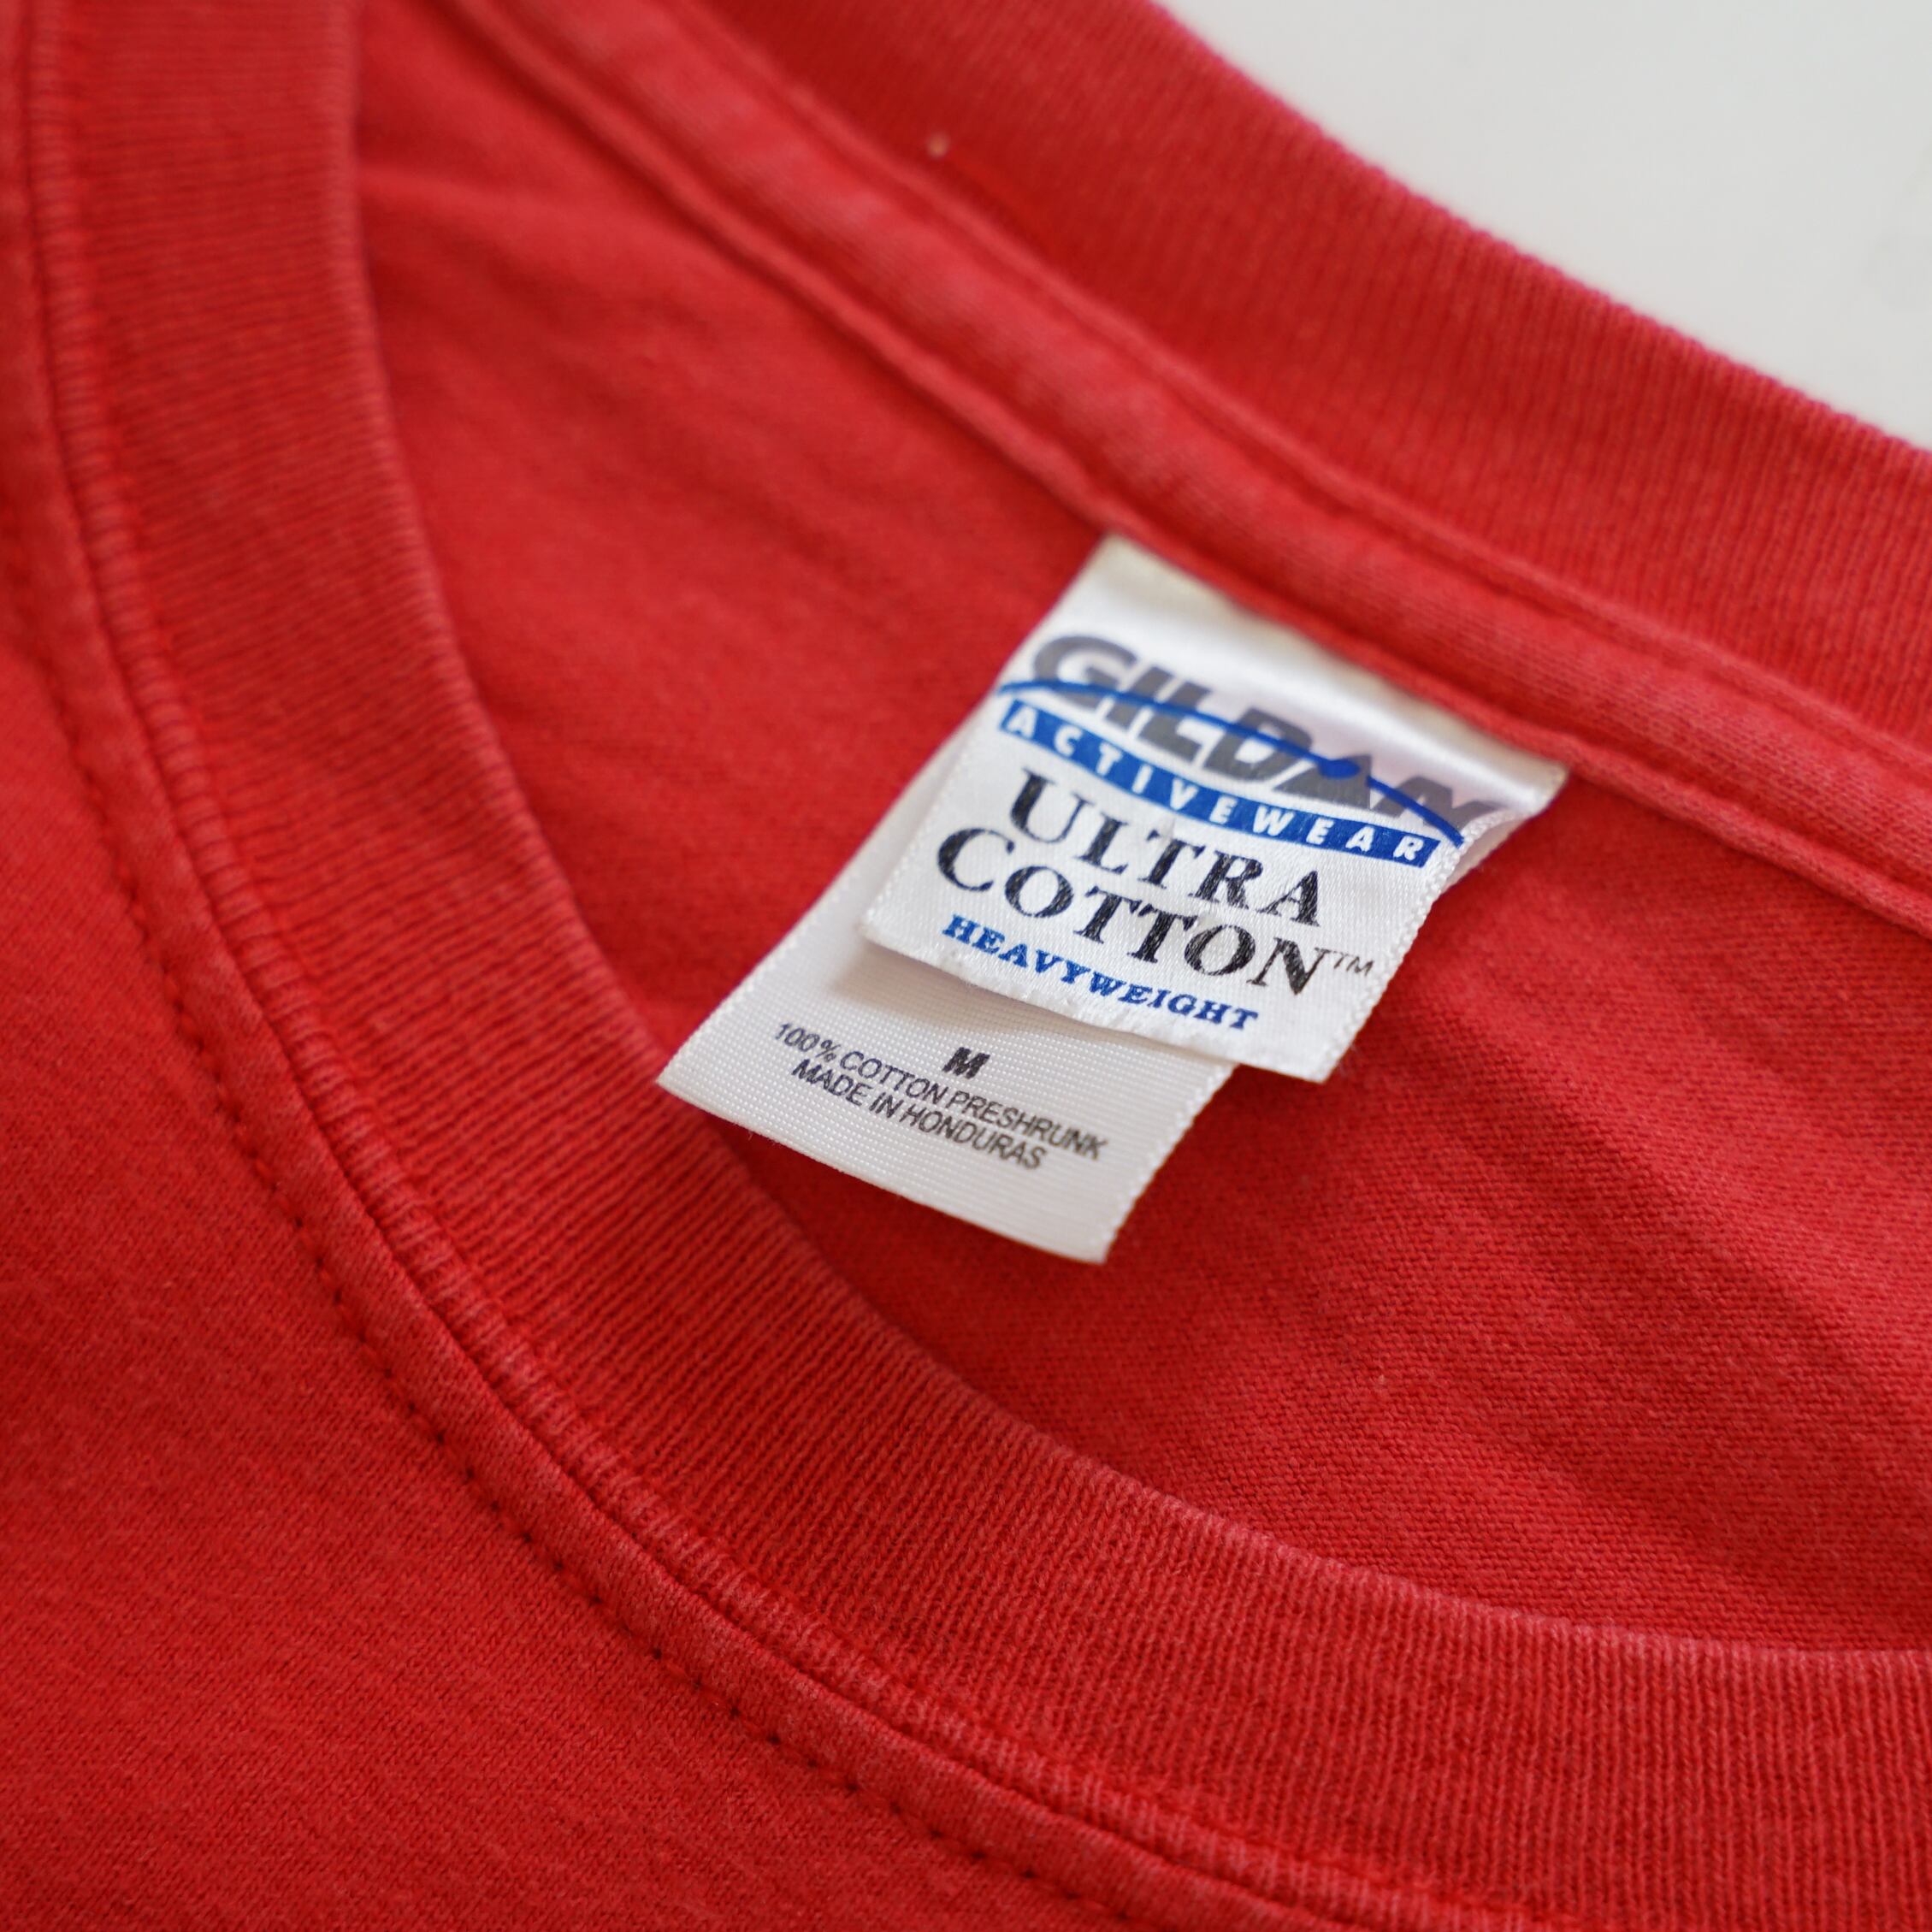 GILDAN
ACTIVEWEAR
ULTRA
COTTON™
HEAVYWEIGHT
M
100% COTTON PRESHRUNK
MADE IN HONDURAS